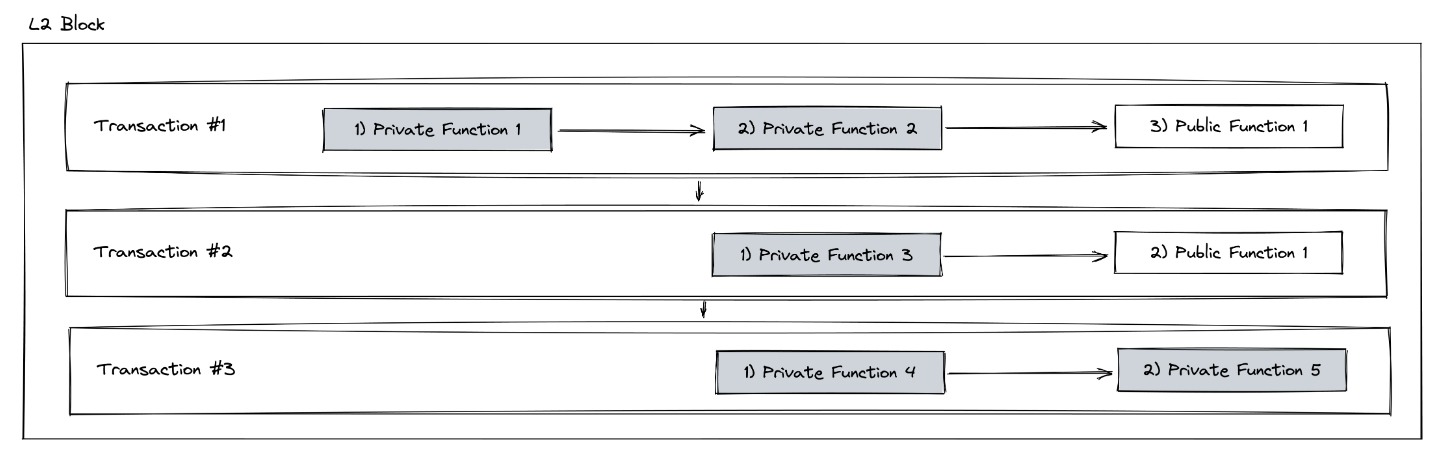 L2 Block
Transaction #1
1) Private Function 1
2) Private Function 2
3) Public Function 1
Transaction #2
1) Private Function 3
2) Public Function 1
Transaction #3
1) Private Function 4
2) Private Function 5